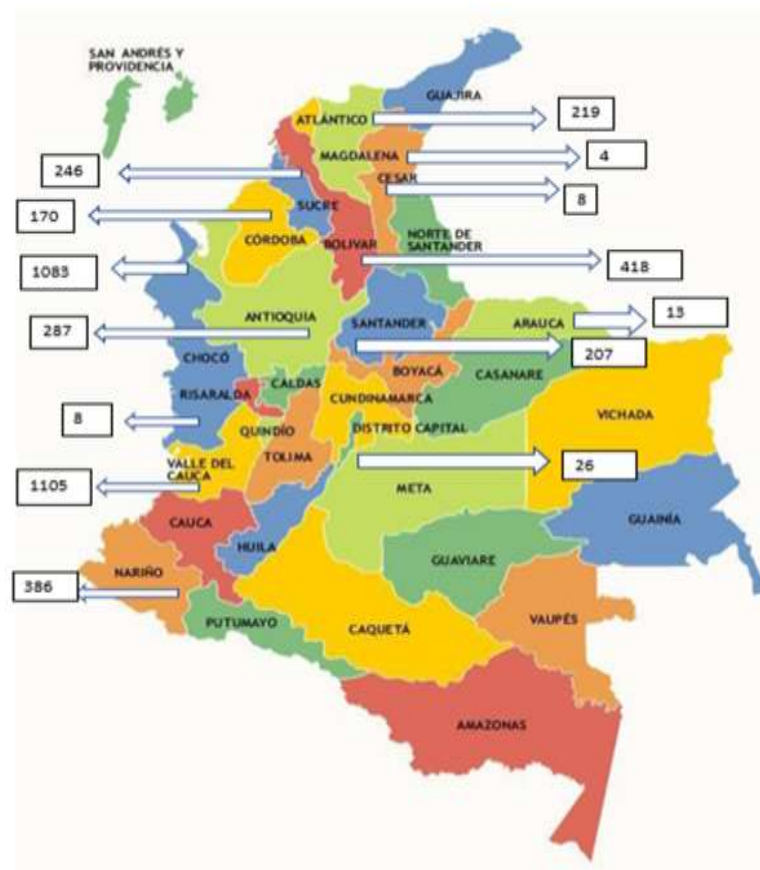 SAN ANDRÉS Y
PROVIDENCIA
GUAJIRA
ATLÁNTICO
219
MAGDALENA
4
246
CESAR
8
SUCRE
170
CÓRDOBA
BOLIVAR
NORTE DE
SANTANDER
1083
418
ANTIOQUIA
SANTANDER
ARAUCA
13
287
CHOCÓ
207
BOYACÁ
CASANARE
RISARALDA
CALDAS
CUNDINAMARCA
VICHADA
8
QUINDÍO
DISTRITO CAPITAL
TOLIMA
VALLE DEL
CAUCA
26
1105
META
CAUCA
GUAINÍA
HUILA
GUAVIARE
NARIÑO
386
PUTUMAYO
CAQUETÁ
VAUPÉS
AMAZONAS